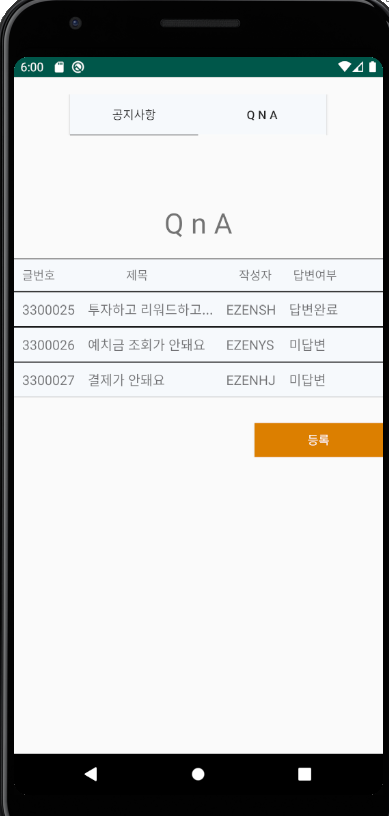 6:00
공지사항 Q N A
Q n A
글번호 제목 작성자 답변여부
3300025 투자하고 리워드하고... EZENSH 답변완료
3300026 예치금 조회가 안돼요 EZENYS 미답변
3300027 결제가 안돼요 EZENHJ 미답변
등록